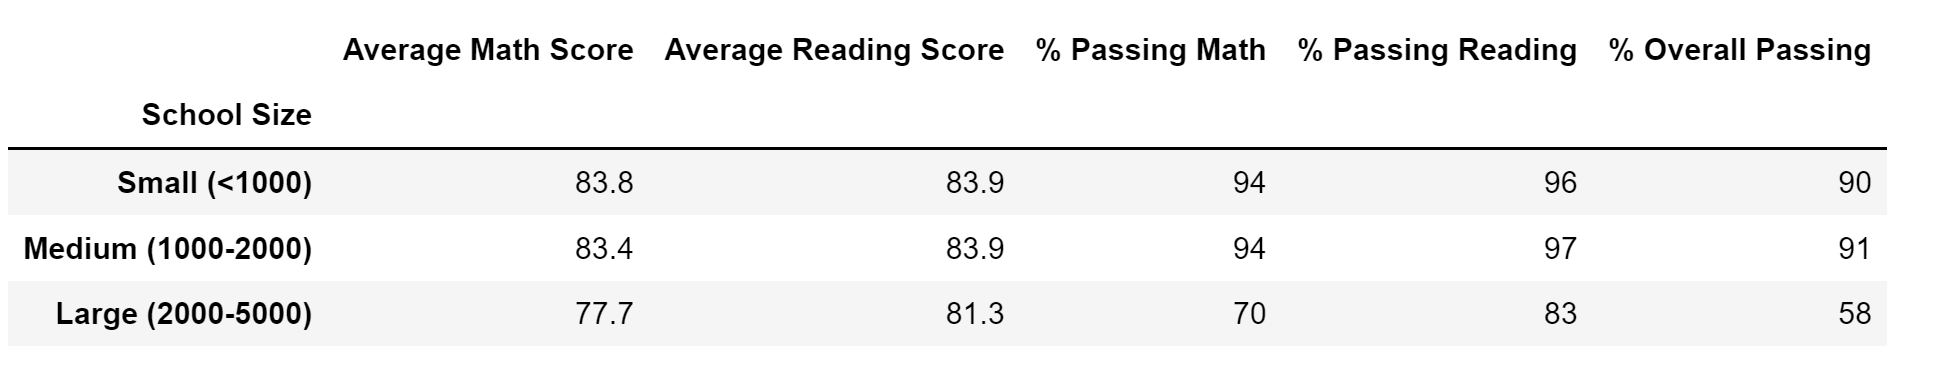 Average Math Score Average Reading Score % Passing Math % Passing Reading % Overall Passing
School Size
Small (<1000) 83.8 83.9 94 96 90
Medium (1000-2000) 83.4 83.9 94 97 91
Large (2000-5000) 77.7 81.3 70 83 58